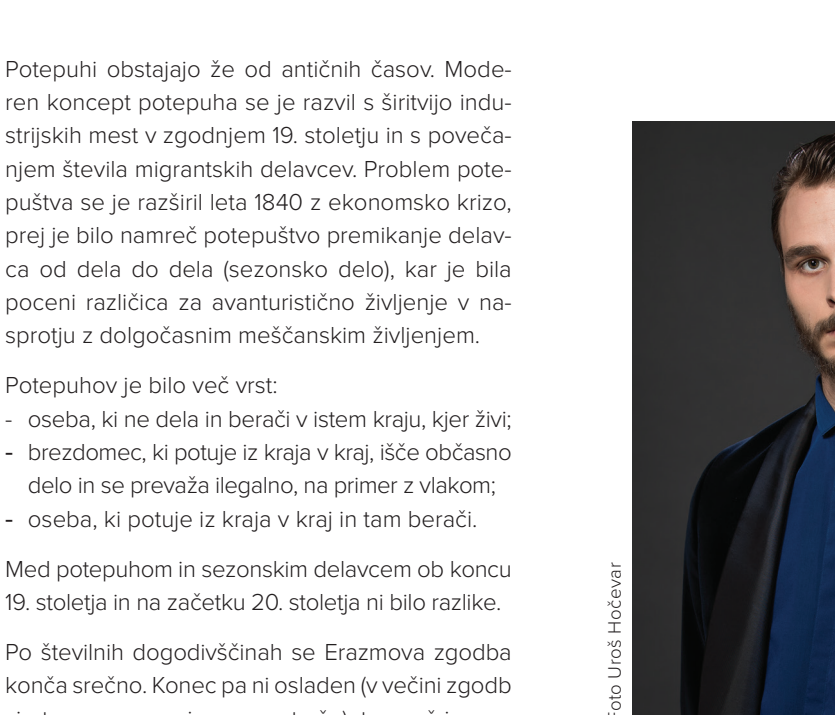 Potepuhi obstajajo že od antičnih časov. Mode-
ren koncept potepuha se je razvil s širitvijo indu-
strijskih mest v zgodnjem 19. stoletju in s poveča-
njem števila migrantskih delavcev. Problem pote-
puštva se je razširil leta 1840 z ekonomsko krizo,
prej je bilo namreč potepuštvo premikanje delav-
ca od dela do dela (sezonsko delo), kar je bila
poceni različica za avanturistično življenje v na-
sprotju z dolgočasnim meščanskim življenjem.
Potepuhov je bilo več vrst:
- oseba, ki ne dela in berači v istem kraju, kjer živi;
- brezdomec, ki potuje iz kraja v kraj, išče občasno
delo in se prevaža ilegalno, na primer z vlakom;
- oseba, ki potuje iz kraja v kraj in tam berači.
Med potepuhom in sezonskim delavcem ob koncu
19. stoletja in na začetku 20. stoletja ni bilo razlike.
Po številnih dogodivščinah se Erazmova zgodba
konča srečno. Konec pa ni osladen (v večini zgodb
Foto Uroš Hočevar